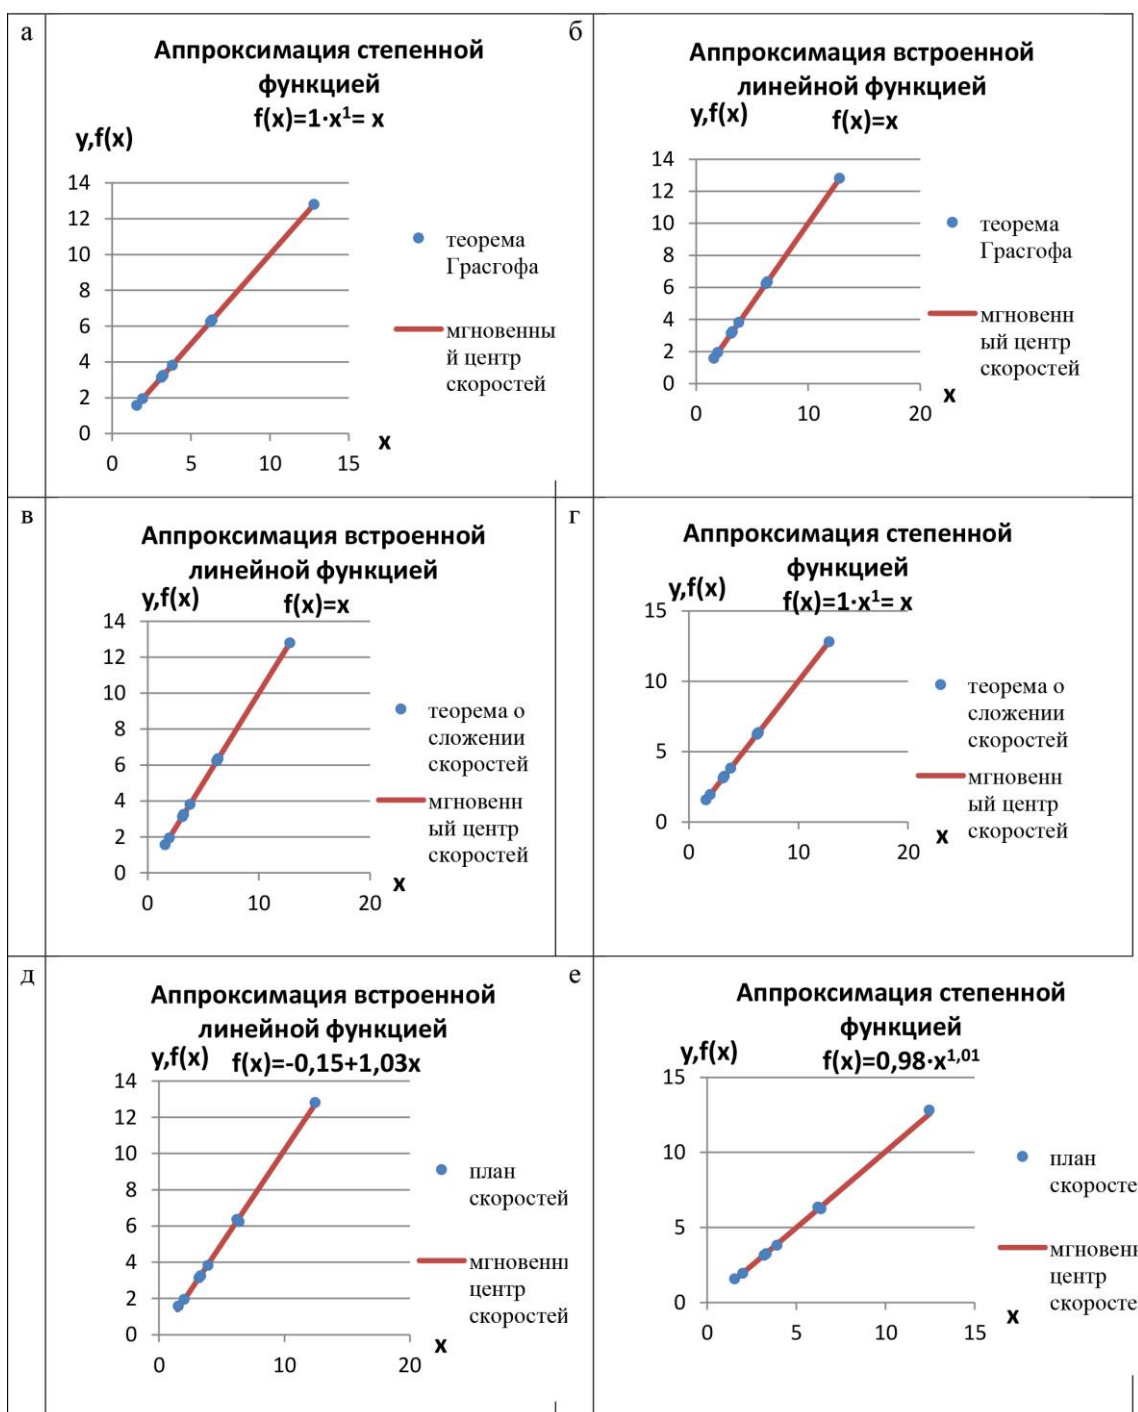 а
Аппроксимация степенной
функцией
f(x)=1·x¹= x
y,f(x)
14
12
10
8
6
4
2
0
0 5 10 15
x
теорема
Грасгофа
мгновенны
й центр
скоростей
б
Аппроксимация встроенной
линейной функцией
y,f(x)
f(x)=x
14
12
10
8
6
4
2
0
0 10 20
x
теорема
Грасгофа
мгновенн
ый центр
скоростей
в
Аппроксимация встроенной
линейной функцией
y,f(x)
f(x)=x
14
12
10
8
6
4
2
0
0 10 20
x
теорема о
сложении
скоростей
мгновенн
ый центр
скоростей
г
Аппроксимация степенной
функцией
y,f(x)
f(x)=1·x¹= x
15
10
5
0
0 10 20
x
теорема о
сложении
скоростей
мгновенн
ый центр
скоростей
д
Аппроксимация встроенной
линейной функцией
y,f(x)
f(x)=-0,15+1,03x
14
12
10
8
6
4
2
0
0 10 20
x
план
скоростей
мгновенны
центр
скоростей
е
Аппроксимация степенной
функцией
y,f(x)
f(x)=0,98·x¹,⁰¹
15
10
5
0
0 5 10 15
x
план
скоросте
мгновенн
центр
скоросте